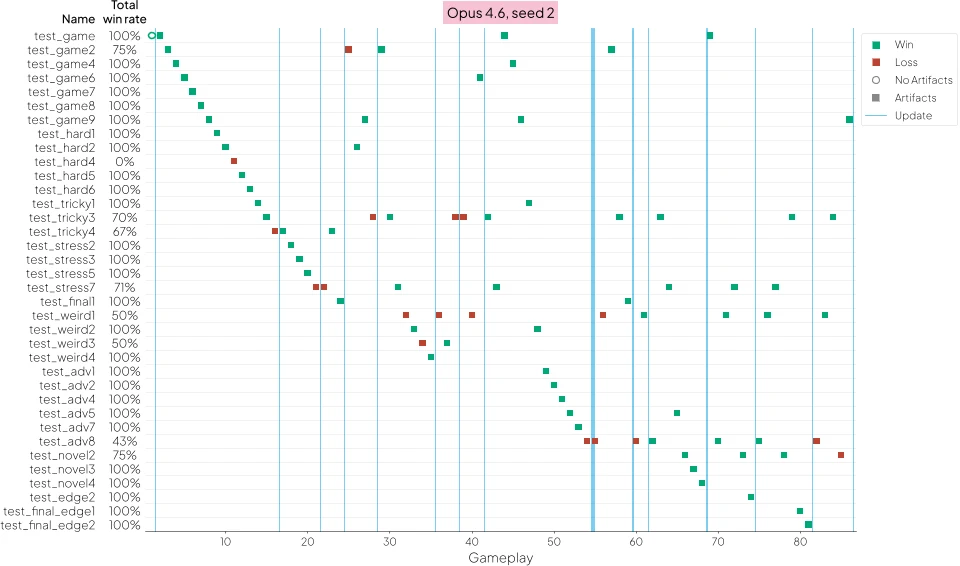 Opus 4.6, seed 2
Total
Name win rate
test_game 100%
test_game2 75%
test_game4 100%
test_game6 100%
test_game7 100%
test_game8 100%
test_game9 100%
test_hard1 100%
test_hard2 100%
test_hard4 0%
test_hard5 100%
test_hard6 100%
test_tricky1 100%
test_tricky3 70%
test_tricky4 67%
test_stress2 100%
test_stress3 100%
test_stress5 100%
test_stress7 71%
test_final1 100%
test_weird1 50%
test_weird2 100%
test_weird3 50%
test_weird4 100%
test_adv1 100%
test_adv2 100%
test_adv4 100%
test_adv5 100%
test_adv7 100%
test_adv8 43%
test_novel2 75%
test_novel3 100%
test_novel4 100%
test_edge2 100%
test_final_edge1 100%
test_final_edge2 100%
10 20 30 40 50 60 70 80
Gameplay
Win
Loss
No Artifacts
Artifacts
Update